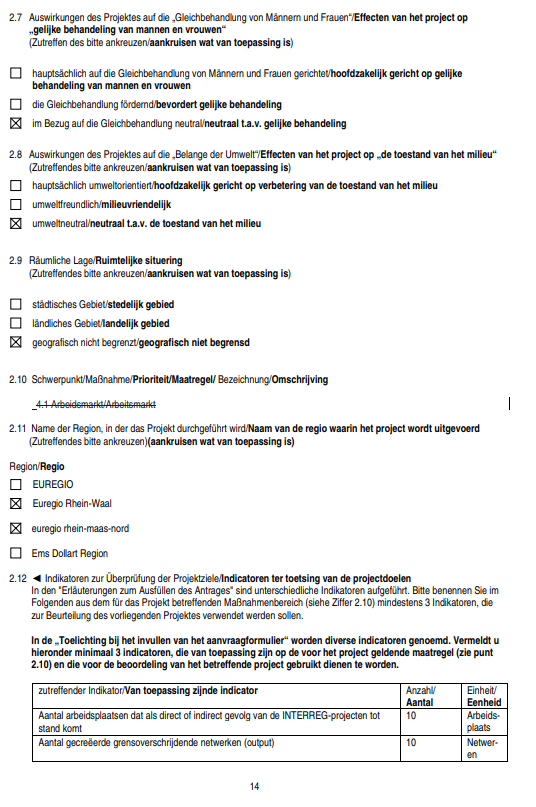 2.7 Auswirkungen des Projektes auf die „Gleichbehandlung von Männern und Frauen“/Effecten van het project op
„gelijke behandeling van mannen en vrouwen“
(Zutreffen des bitte ankreuzen/aankruisen wat van toepassing is)
☐ hauptsächlich auf die Gleichbehandlung von Männern und Frauen gerichtet/hoofdzakelijk gericht op gelijke
behandeling van mannen en vrouwen
☐ die Gleichbehandlung fördernd/bevordert gelijke behandeling
☒ im Bezug auf die Gleichbehandlung neutral/neutraal t.a.v. gelijke behandeling
2.8 Auswirkungen des Projektes auf die „Belange der Umwelt“/Effecten van het project op „de toestand van het milieu“
(Zutreffendes bitte ankreuzen/aankruisen wat van toepassing is)
☐ hauptsächlich umweltorientiert/hoofdzakelijk gericht op verbetering van de toestand van het milieu
☐ umweltfreundlich/milieuvriendelijk
☒ umweltneutral/neutraal t.a.v. de toestand van het milieu
2.9 Räumliche Lage/Ruimtelijke situering
(Zutreffendes bitte ankreuzen/aankruisen wat van toepassing is)
☐ städtisches Gebiet/stedelijk gebied
☐ ländliches Gebiet/landelijk gebied
☒ geografisch nicht begrenzt/geografisch niet begrensd
2.10 Schwerpunkt/Maßnahme/Prioriteit/Maatregel/ Bezeichnung/Omschrijving
_4.1 Arbeidsmarkt/Arbeitsmarkt
2.11 Name der Region, in der das Projekt durchgeführt wird/Naam van de regio waarin het project wordt uitgevoerd
(Zutreffendes bitte ankreuzen)(aankruisen wat van toepassing is)
Region/Regio
☐ EUREGIO
☒ Euregio Rhein-Waal
☒ euregio rhein-maas-nord
☐ Ems Dollart Region
2.12 ◄ Indikatoren zur Überprüfung der Projektziele/Indicatoren ter toetsing van de projectdoelen
In den "Erläuterungen zum Ausfüllen des Antrages" sind unterschiedliche Indikatoren aufgeführt. Bitte benennen Sie im
Folgenden aus dem für das Projekt betreffenden Maßnahmenbereich (siehe Ziffer 2.10) mindestens 3 Indikatoren, die
zur Beurteilung des vorliegenden Projektes verwendet werden sollen.
In de „Toelichting bij het invullen van het aanvraagformulier“ worden diverse indicatoren genoemd. Vermeldt u
hieronder minimaal 3 indicatoren, die van toepassing zijn op de voor het project geldende maatregel (zie punt
2.10) en die voor de beoordeling van het betreffende project gebruikt dienen te worden.
zutreffender Indikator/Van toepassing zijnde indicator Anzahl/ Einheit/
Aantal Eenheid
Aantal arbeidsplaatsen dat als direct of indirect gevolg van de INTERREG-projecten tot 10 Arbeids-
stand komt plaats
Aantal gecreëerde grensoverschrijdende netwerken (output) 10 Netwer-
en
14